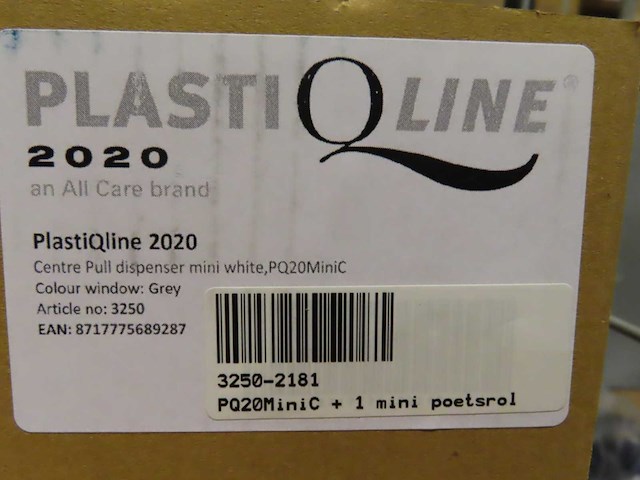 PLASTIQLINE®
2020
an All Care brand
PlastiQline 2020
Centre Pull dispenser mini white,PQ20MiniC
Colour window: Grey
Article no: 3250
EAN: 8717775689287
3250-2181
PQ20MiniC + 1 mini poetsrol